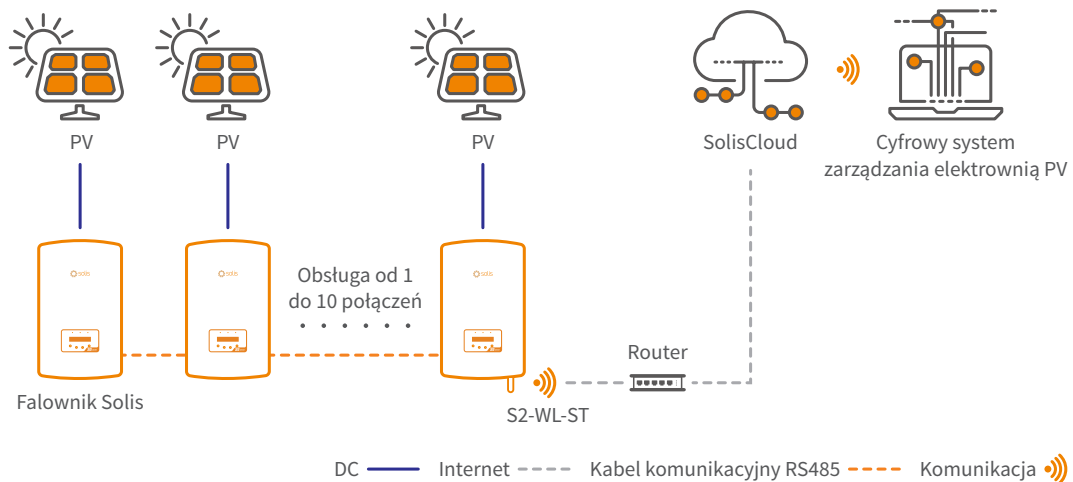 PV
PV
PV
SolisCloud
Cyfrowy system
zarządzania elektrownią PV
solis
solis
solis
Obsługa od 1
do 10 połączeń
Router
Falownik Solis
S2-WL-ST
DC
Internet
Kabel komunikacyjny RS485
Komunikacja